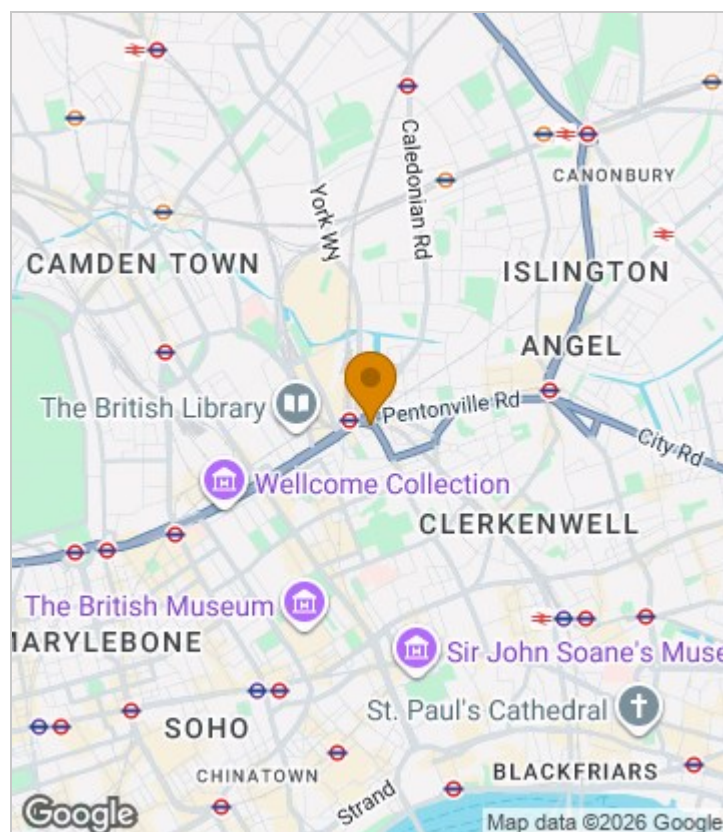 Caledonian Rd
York WY
CANONBURY
CAMDEN TOWN
ISLINGTON
ANGEL
The British Library
Pentonville Rd
City Rd
Wellcome Collection
CLERKENWELL
The British Museum
MARYLEBONE
Sir John Soane's Muse
St. Paul's Cathedral
SOHO
CHINATOWN
BLACKFRIARS
Strand
Google
Map data ©2026 Google